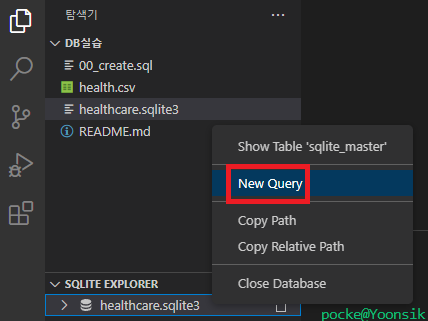 탐색기
DB실습
00_create.sql
health.csv
healthcare.sqlite3
README.md
Show Table 'sqlite_master'
New Query
Copy Path
Copy Relative Path
Close Database
SQLITE EXPLORER
healthcare.sqlite3
pocke@Yoonsik